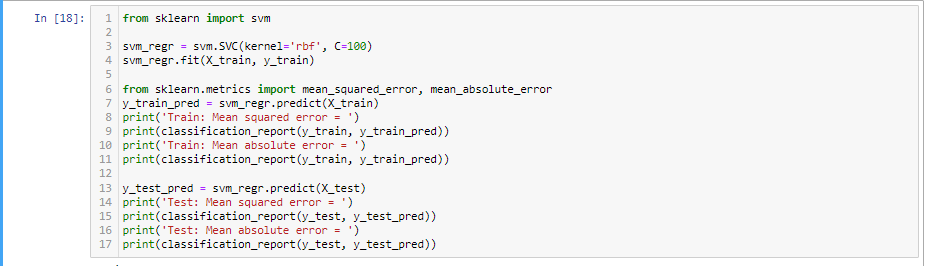 In [18]:
1 from sklearn import svm
2
3 svm_regr = svm.SVC(kernel='rbf', C=100)
4 svm_regr.fit(X_train, y_train)
5
6 from sklearn.metrics import mean_squared_error, mean_absolute_error
7 y_train_pred = svm_regr.predict(X_train)
8 print('Train: Mean squared error = ')
9 print(classification_report(y_train, y_train_pred))
10 print('Train: Mean absolute error = ')
11 print(classification_report(y_train, y_train_pred))
12
13 y_test_pred = svm_regr.predict(X_test)
14 print('Test: Mean squared error = ')
15 print(classification_report(y_test, y_test_pred))
16 print('Test: Mean absolute error = ')
17 print(classification_report(y_test, y_test_pred))